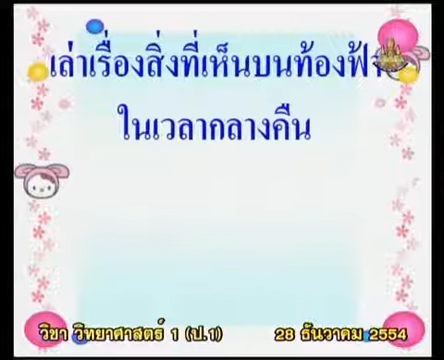 เล่าเรื่องสิ่งที่เห็นบนท้องฟ้า
ในเวลากลางคืน
วิชา วิทยาศาสตร์ 1 (ป.1) 28 ธันวาคม 2554